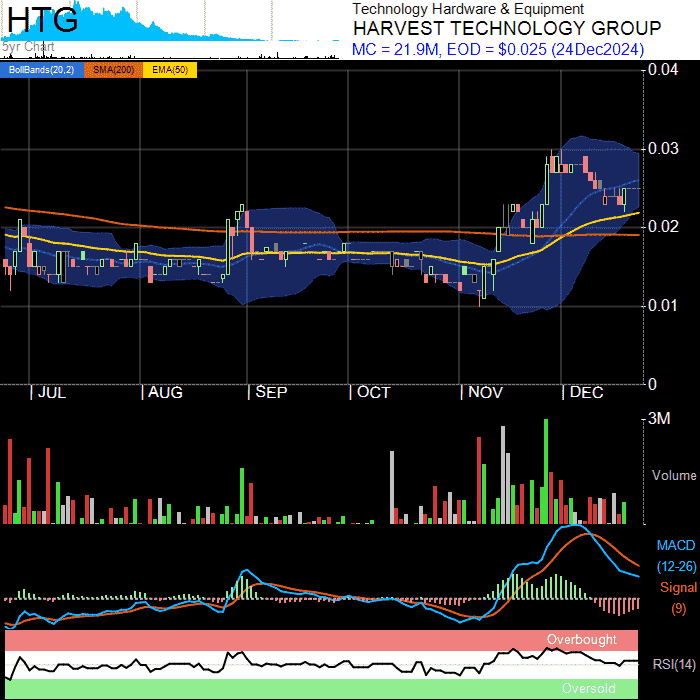 HTG
5yr Chart
Technology Hardware & Equipment
HARVEST TECHNOLOGY GROUP
MC = 21.9M, EOD = $0.025 (24Dec2024)
BollBands(20,2) SMA(200) EMA(50)
0.04
0.03
0.02
0.01
0
JUL AUG SEP OCT NOV DEC
3M
Volume
MACD
(12-26)
Signal
(9)
Overbought
RSI(14)
Oversold